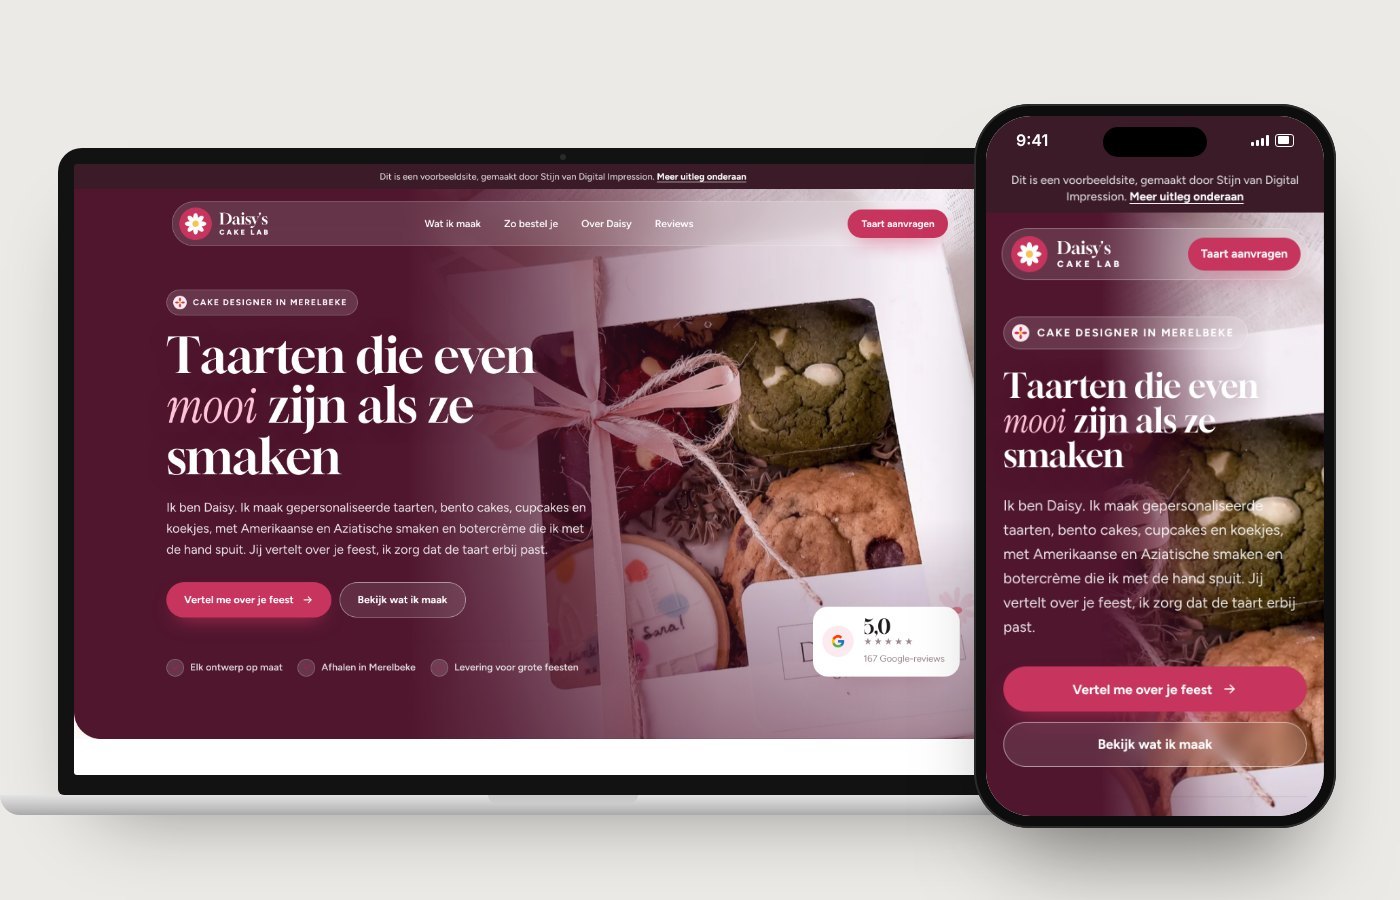 Dit is een voorbeeldsite, gemaakt door Stijn van Digital Impression. Meer uitleg onderaan
Daisy's
CAKE LAB
Wat ik maak
Zo bestel je
Over Daisy
Reviews
Taart aanvragen
CAKE DESIGNER IN MERELBEKE
Taarten die even
mooi zijn als ze
smaken
Ik ben Daisy. Ik maak gepersonaliseerde taarten, bento cakes, cupcakes en
koekjes, met Amerikaanse en Aziatische smaken en botercrème die ik met
de hand spuit. Jij vertelt over je feest, ik zorg dat de taart erbij past.
Vertel me over je feest
Bekijk wat ik maak
Elk ontwerp op maat
Afhalen in Merelbeke
Levering voor grote feesten
Sara!
D
5,0
167 Google-reviews
9:41
Dit is een voorbeeldsite, gemaakt door Stijn van Digital
Impression. Meer uitleg onderaan
Daisy's
CAKE LAB
Taart aanvragen
CAKE DESIGNER IN MERELBEKE
Taarten die even
mooi zijn als ze
smaken
Ik ben Daisy. Ik maak gepersonaliseerde
taarten, bento cakes, cupcakes en koekjes,
met Amerikaanse en Aziatische smaken en
botercrème die ik met de hand spuit. Jij
vertelt over je feest, ik zorg dat de taart erbij
past.
Vertel me over je feest
Bekijk wat ik maak